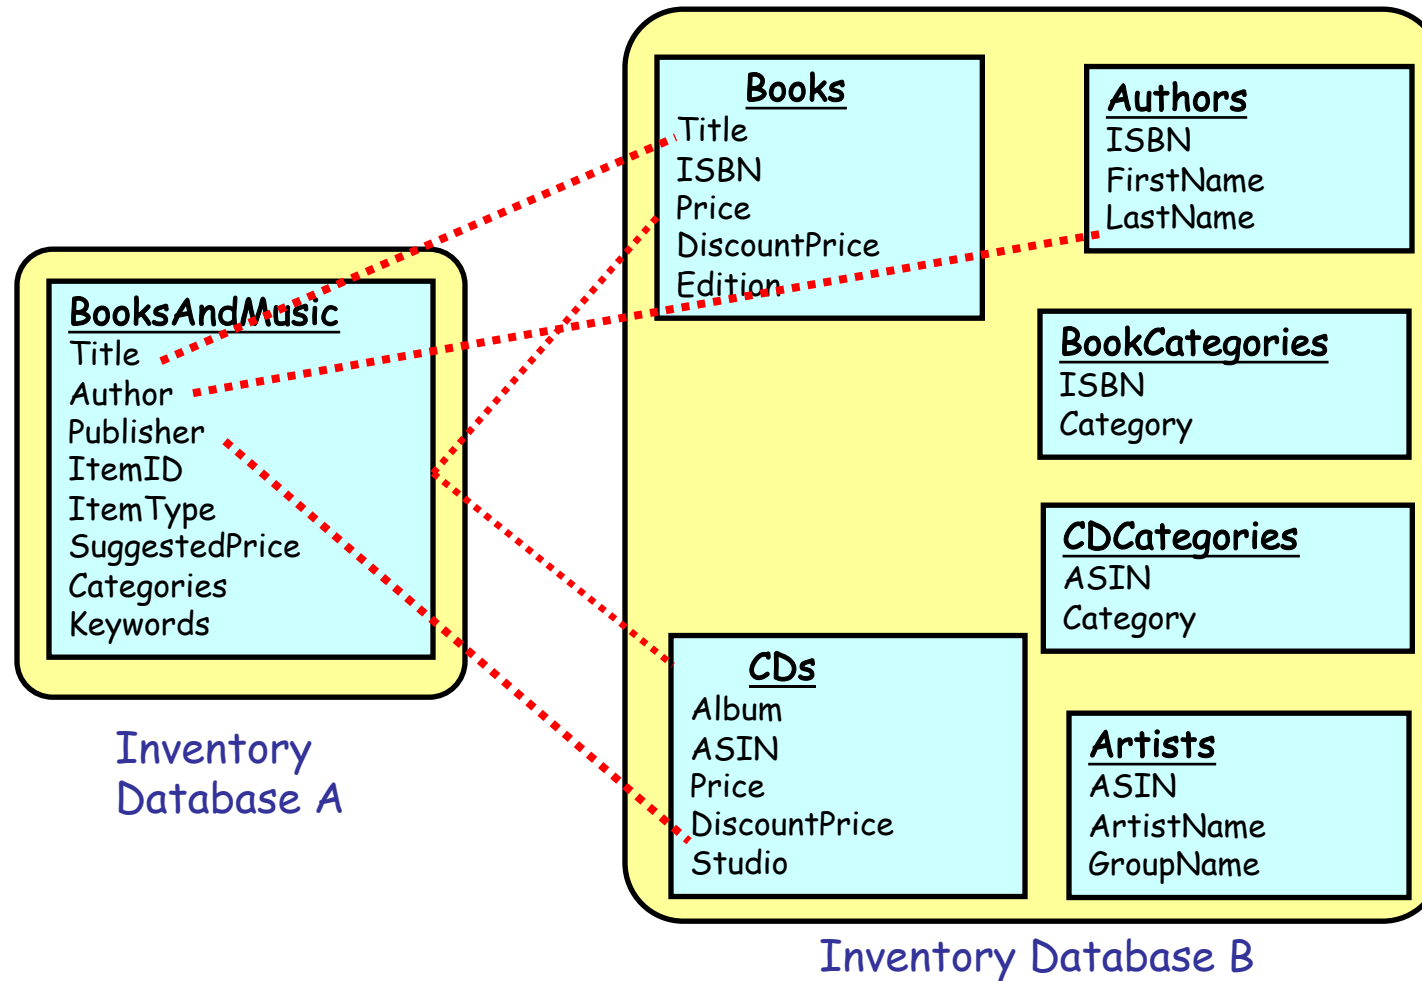 BooksAndMusic
Title
Author
Publisher
ItemID
ItemType
SuggestedPrice
Categories
Keywords
Inventory
Database A
Books
Title
ISBN
Price
DiscountPrice
Edition
Authors
ISBN
FirstName
LastName
BookCategories
ISBN
Category
CDCategories
ASIN
Category
CDs
Album
ASIN
Price
DiscountPrice
Studio
Artists
ASIN
ArtistName
GroupName
Inventory Database B